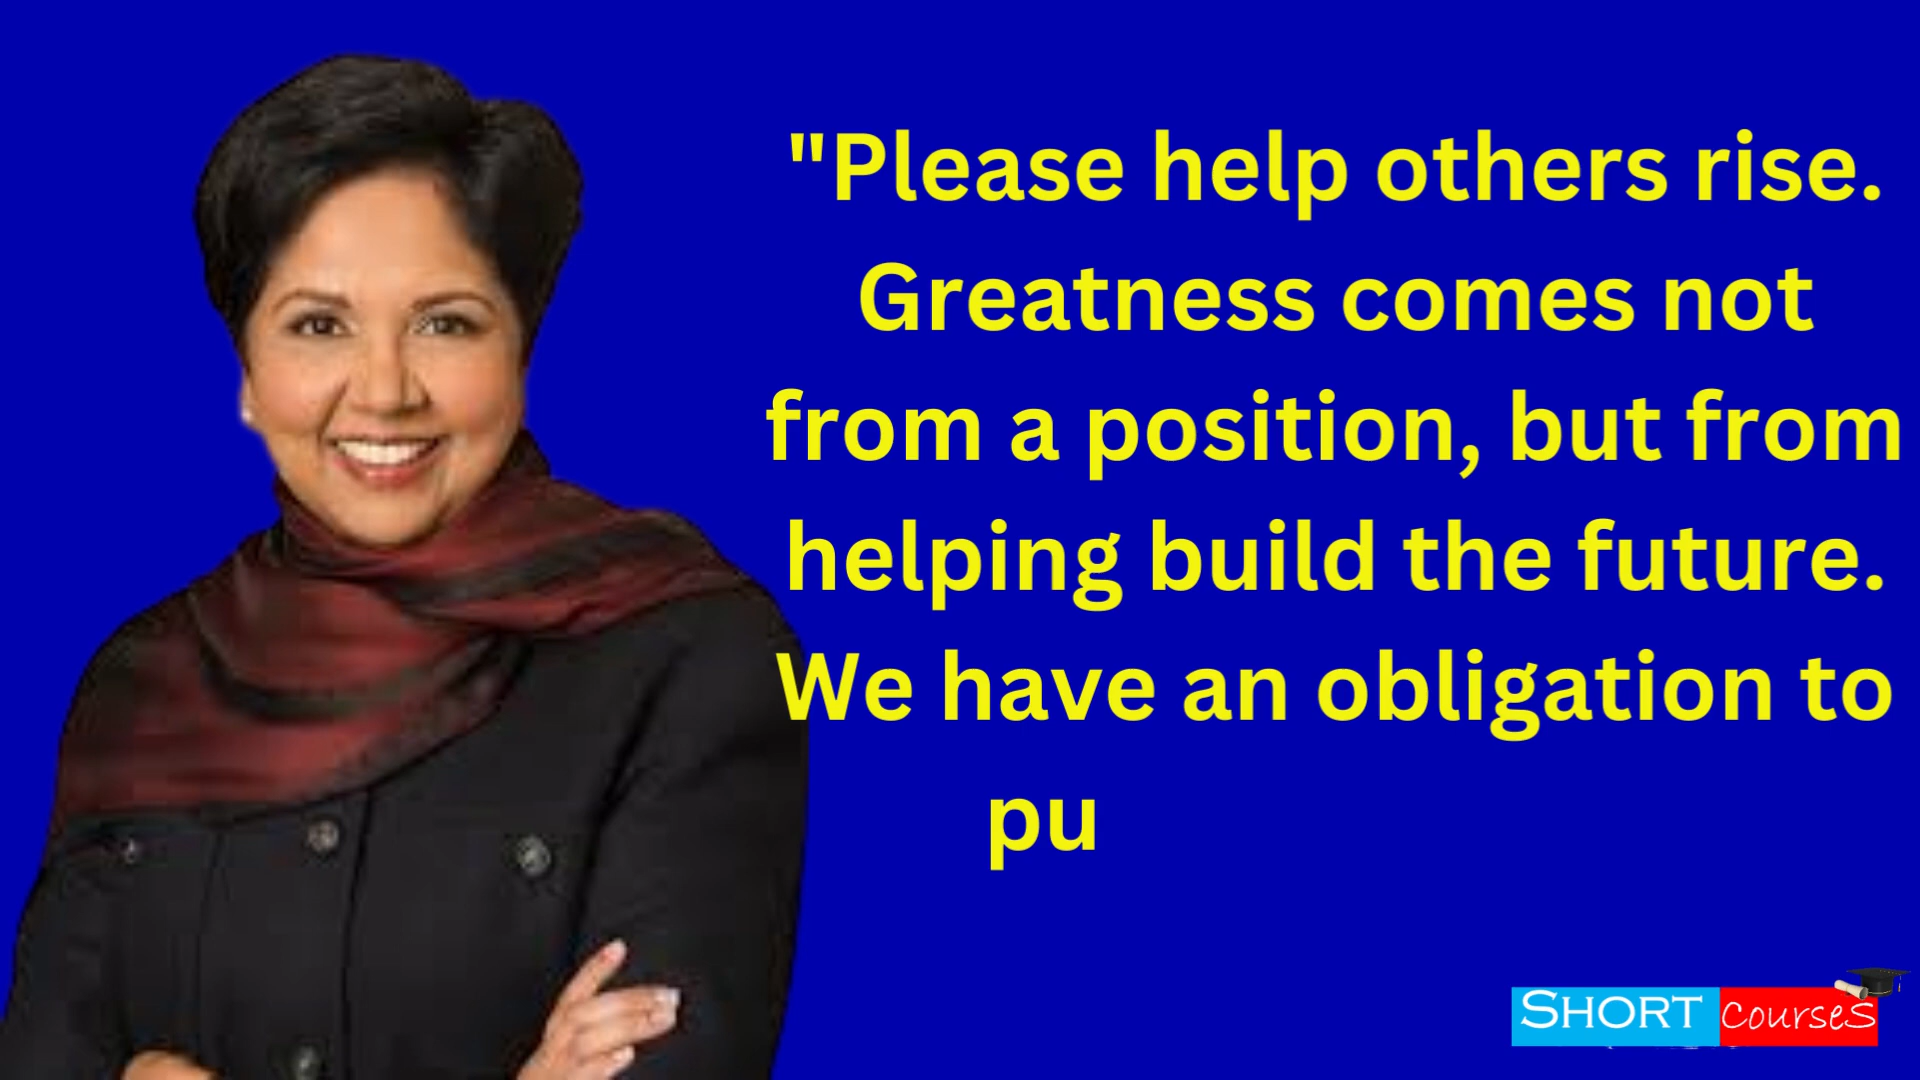 "Please help others rise.
Greatness comes not
from a position, but from
helping build the future.
We have an obligation to
pu
SHORT CourseS